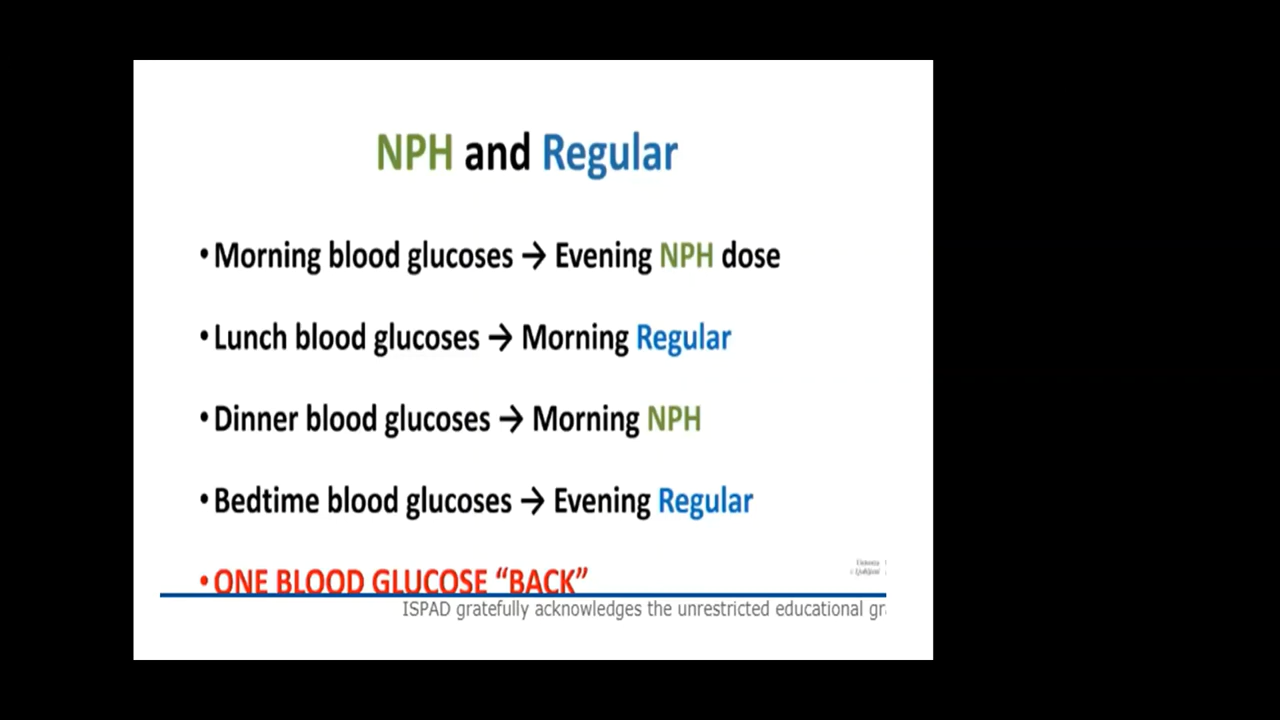 NPH and Regular
• Morning blood glucoses → Evening NPH dose
• Lunch blood glucoses → Morning Regular
• Dinner blood glucoses → Morning NPH
• Bedtime blood glucoses → Evening Regular
• ONE BLOOD GLUCOSE “BACK”
ISPAD gratefully acknowledges the unrestricted educational gr